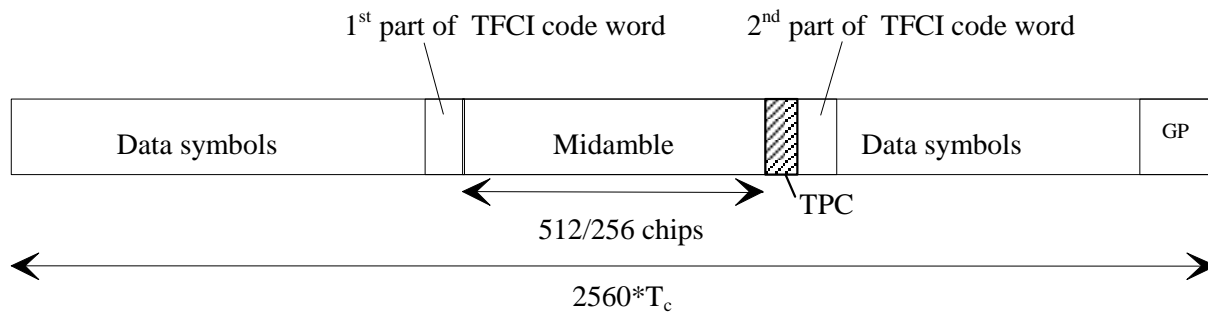 1st part of TFCI code word
2nd part of TFCI code word
Data symbols
Midamble
Data symbols
GP
TPC
512/256 chips
2560*Tc